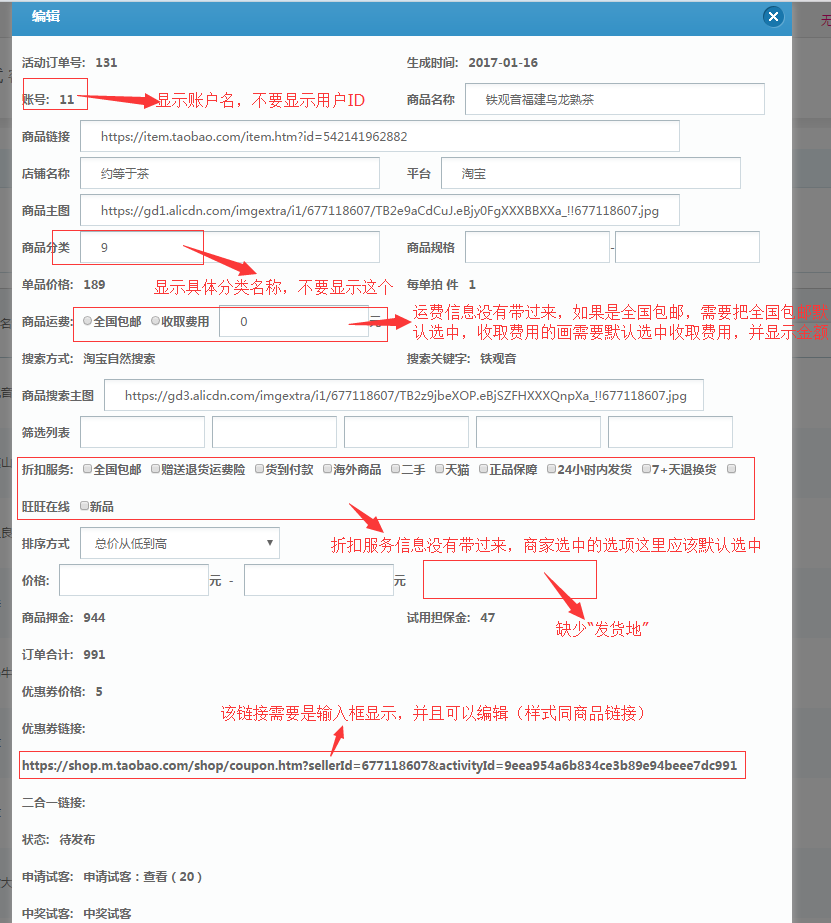 编辑
无
活动订单号: 131 生成时间: 2017-01-16
账号: 11 显示账户名，不要显示用户ID 商品名称 铁观音福建乌龙熟茶
商品链接 https://item.taobao.com/item.htm?id=542141962882
店铺名称 约等于茶 平台 淘宝
商品主图 https://gd1.alicdn.com/imgextra/i1/677118607/TB2e9aCdCuJ.eBjy0FgXXXBBXXa_!!677118607.jpg
商品分类 9 商品规格 -
单品价格: 189 显示具体分类名称，不要显示这个 每单拍 件 1
商品运费: 全国包邮 收取费用 0 元
运费信息没有带过来，如果是全国包邮，需要把全国包邮默
认选中，收取费用的画需要默认选中收取费用，并显示金额
搜索方式: 淘宝自然搜索 搜索关键字: 铁观音
商品搜索主图 https://gd3.alicdn.com/imgextra/i1/677118607/TB2z9jbeXOP.eBjSZFHXXXQnpXa_!!677118607.jpg
筛选列表
折扣服务: 全国包邮 赠送退货运费险 货到付款 海外商品 二手 天猫 正品保障 24小时内发货 7+天退换货
旺旺在线 新品
排序方式 总价从低到高 折扣服务信息没有带过来，商家选中的选项这里应该默认选中
价格: 元 - 元
商品押金: 944 试用担保金: 47
缺少“发货地”
订单合计: 991
优惠券价格: 5
该链接需要是输入框显示，并且可以编辑（样式同商品链接）
优惠券链接:
https://shop.m.taobao.com/shop/coupon.htm?sellerId=677118607&activityId=9eea954a6b834ce3b89e94beee7dc991
二合一链接:
状态: 待发布
申请试客: 申请试客：查看（20）
中奖试客: 中奖试客